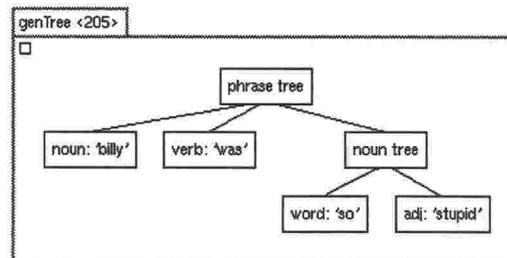 genTree <205>
phrase tree
noun: 'billy' verb: 'was' noun tree
word: 'so' adj: 'stupid'